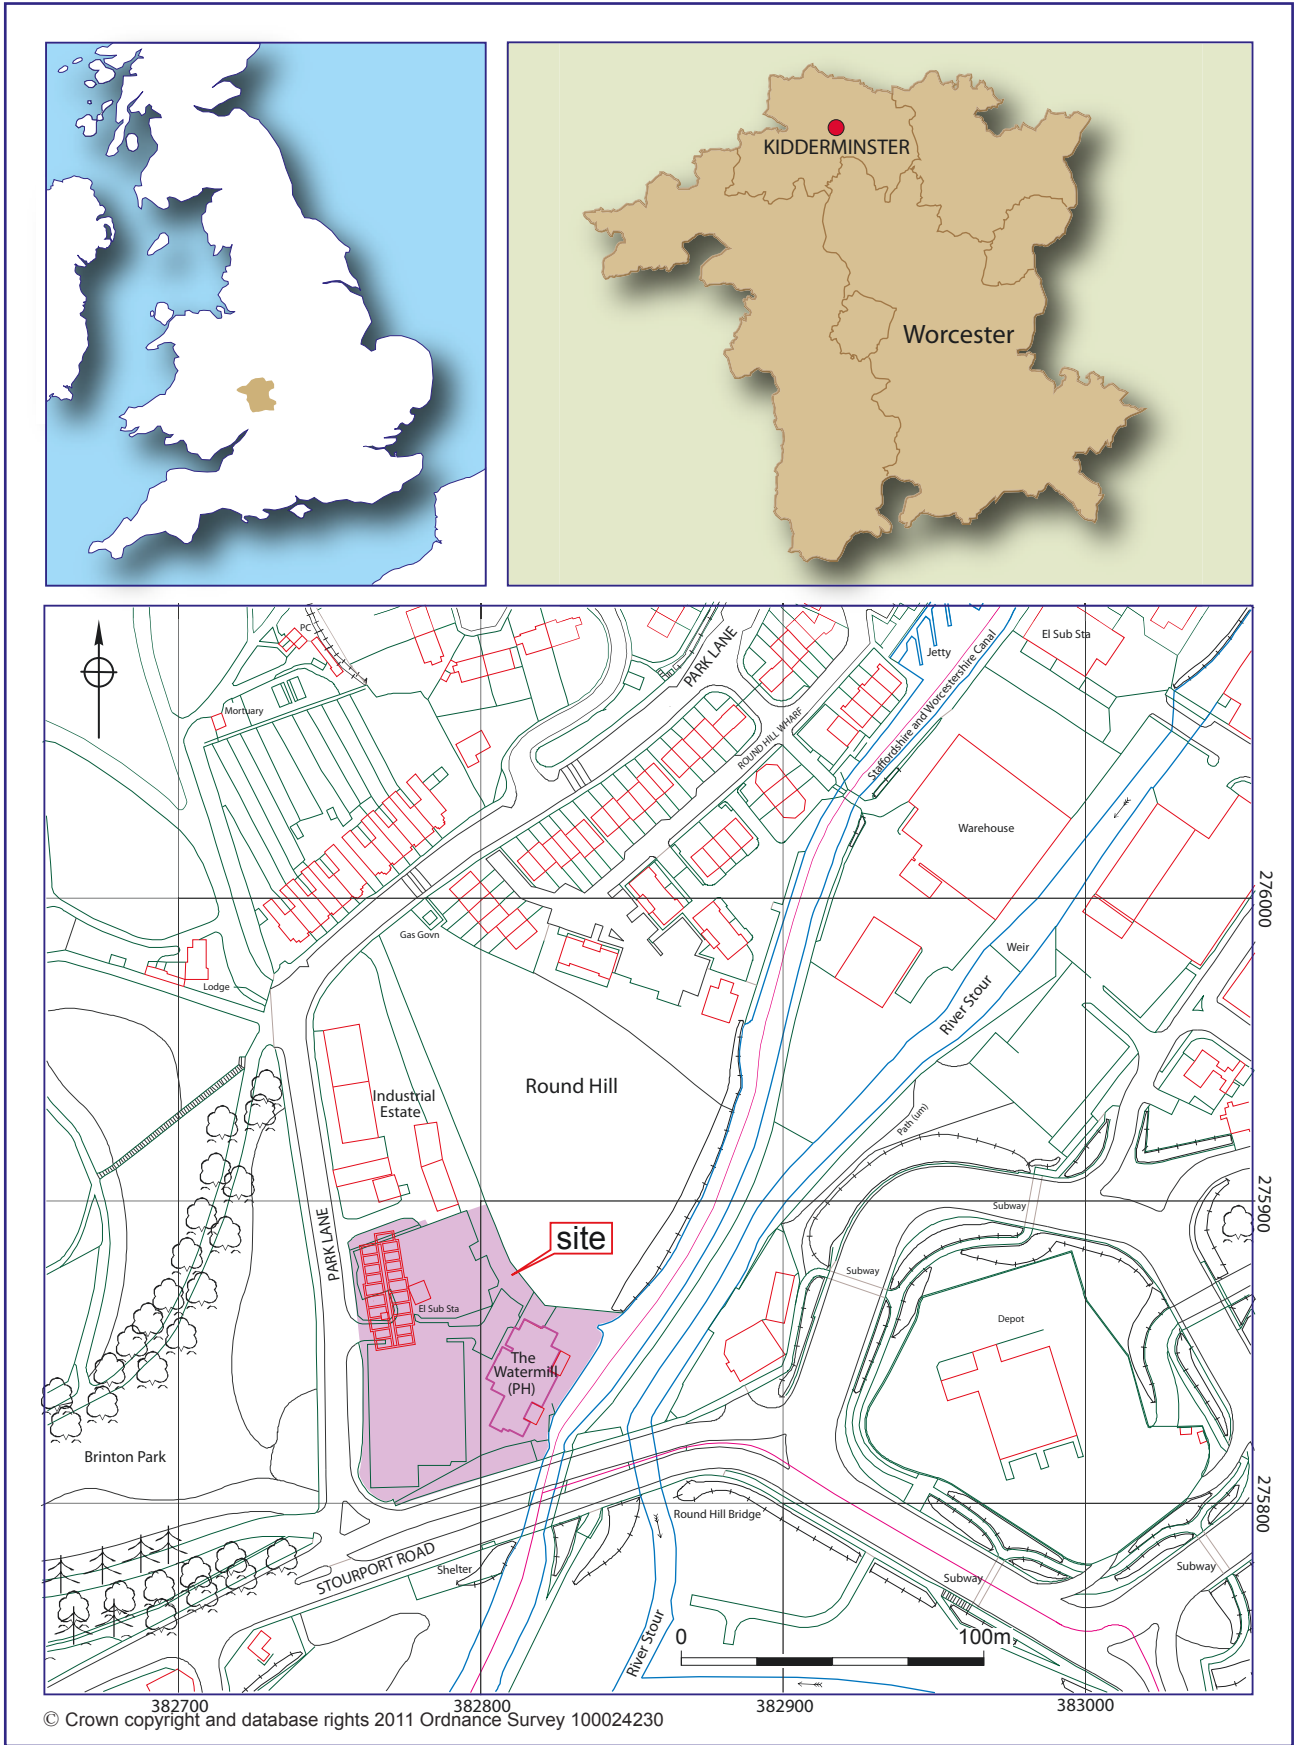 KIDDERMINSTER
Worcester
PC
PARK LANE
Jetty
El Sub Sta
Mortuary
ROUND HILL WHARF
Staffordshire and Worcestershire Canal
Warehouse
276000
Gas Govn
Weir
Lodge
River Stour
Industrial
Estate
Round Hill
Path (um)
275900
Subway
PARK LANE
site
Subway
El Sub Sta
Depot
The
Watermill
(PH)
Brinton Park
275800
Round Hill Bridge
STOURPORT ROAD
Shelter
Subway
Subway
River Stour
0 100m
382700 382800 382900 383000
© Crown copyright and database rights 2011 Ordnance Survey 100024230